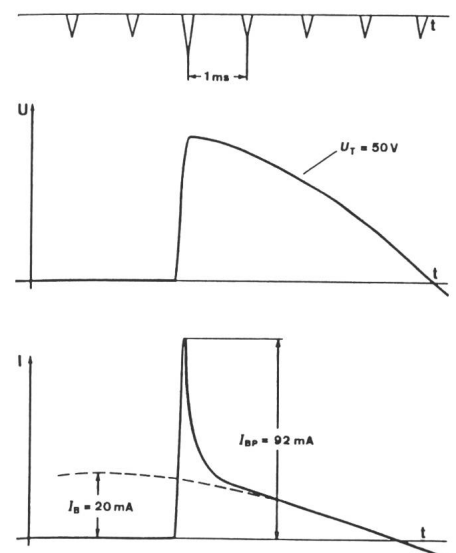 t
1 ms
U
U_T = 50 V
t
I
I_BP = 92 mA
I_B = 20 mA
t